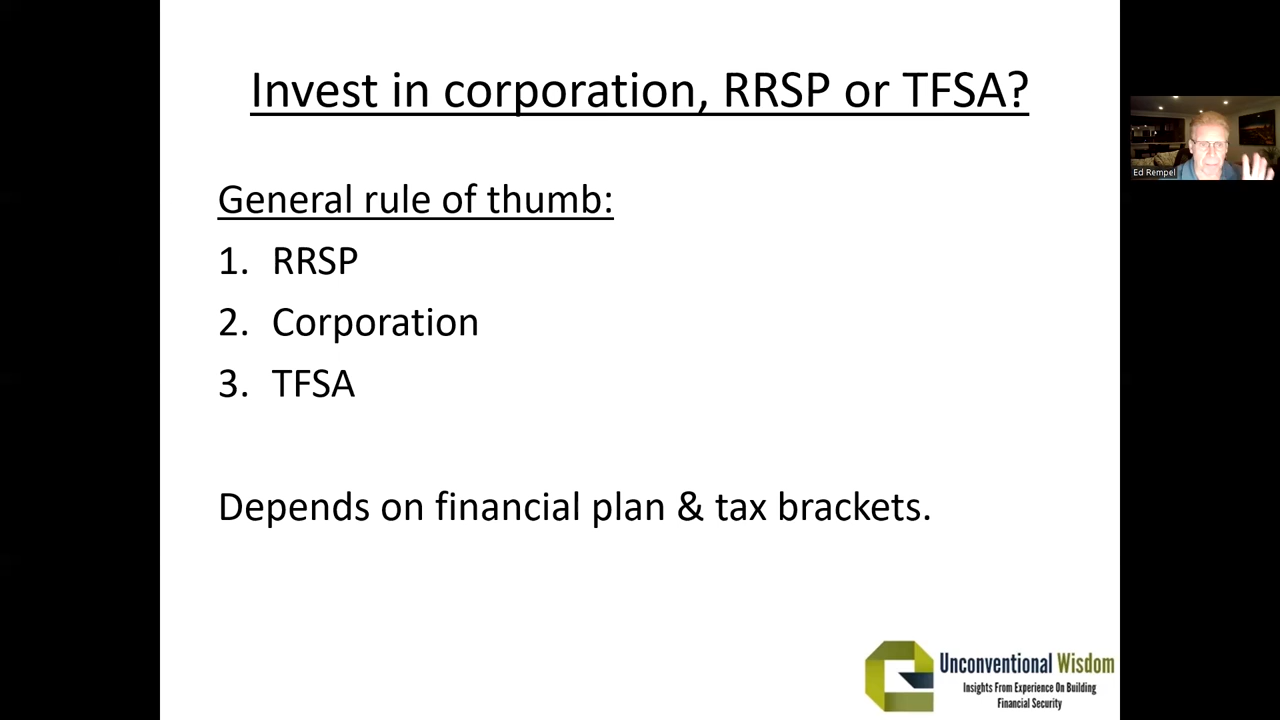 Invest in corporation, RRSP or TFSA?
General rule of thumb:
1. RRSP
2. Corporation
3. TFSA
Depends on financial plan & tax brackets.
Ed Rempel
Unconventional Wisdom
Insights From Experience On Building
Financial Security